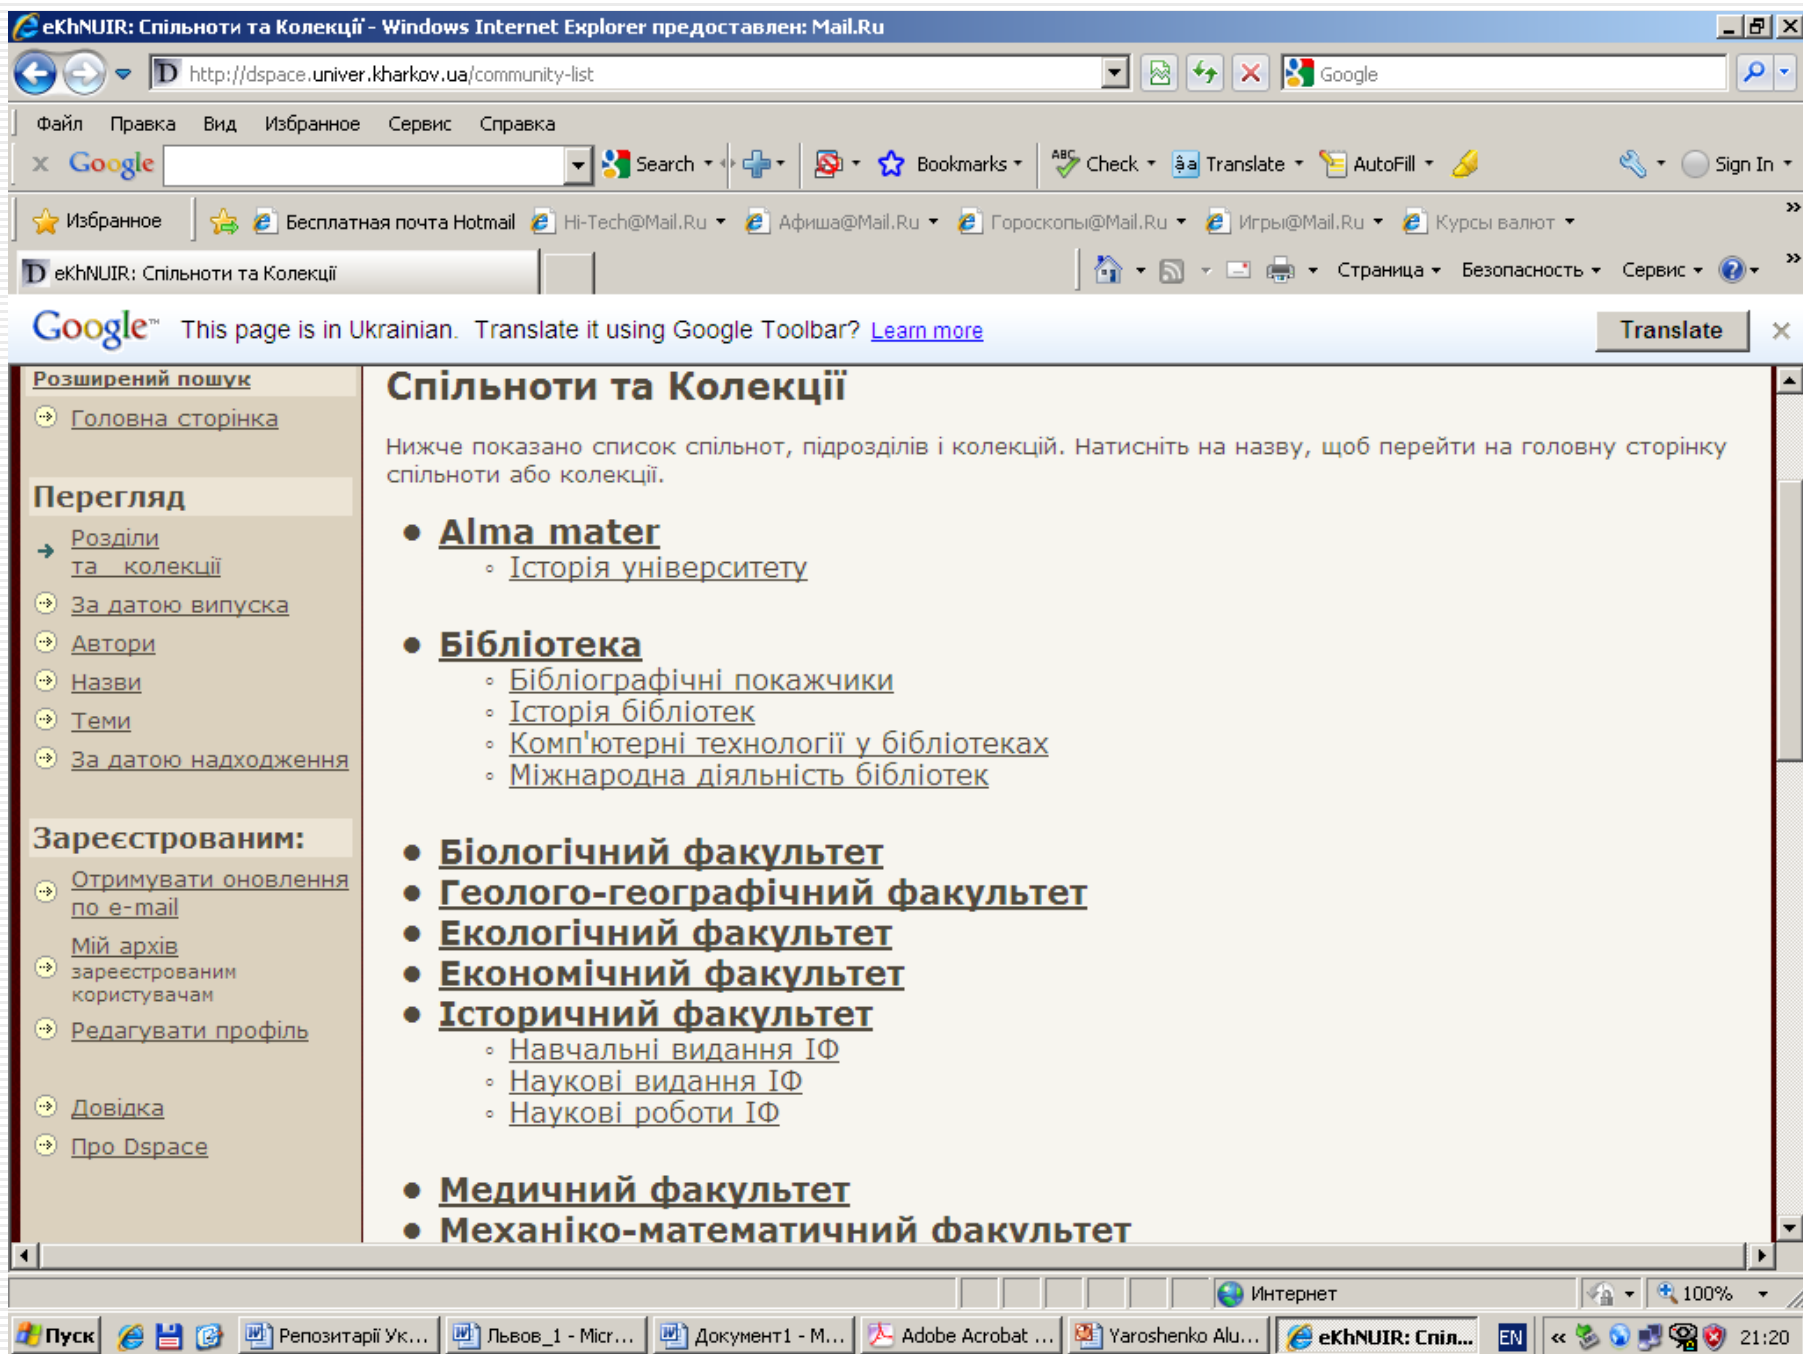 eKhNUIR: Спільноти та Колекції - Windows Internet Explorer предоставлен: Mail.Ru
http://dspace.univer.kharkov.ua/community-list
Google
Файл Правка Вид Избранное Сервис Справка
x Google Search Bookmarks ABC Check âa Translate AutoFill Sign In
Избранное Бесплатная почта Hotmail Hi-Tech@Mail.Ru Афиша@Mail.Ru Гороскопы@Mail.Ru Игры@Mail.Ru Курсы валют »
D eKhNUIR: Спільноти та Колекції Страница Безопасность Сервис »
Google™ This page is in Ukrainian. Translate it using Google Toolbar? Learn more Translate
Розширений пошук
Головна сторінка
Перегляд
Розділи
та колекції
За датою випуска
Автори
Назви
Теми
За датою надходження
Зареєстрованим:
Отримувати оновлення
по e-mail
Мій архів
зареєстрованим
користувачам
Редагувати профіль
Довідка
Про Dspace
Спільноти та Колекції
Нижче показано список спільнот, підрозділів і колекцій. Натисніть на назву, щоб перейти на головну сторінку
спільноти або колекції.
• Alma mater
◦ Історія університету
• Бібліотека
◦ Бібліографічні покажчики
◦ Історія бібліотек
◦ Комп'ютерні технології у бібліотеках
◦ Міжнародна діяльність бібліотек
• Біологічний факультет
• Геолого-географічний факультет
• Екологічний факультет
• Економічний факультет
• Історичний факультет
◦ Навчальні видання ІФ
◦ Наукові видання ІФ
◦ Наукові роботи ІФ
• Медичний факультет
• Механіко-математичний факультет
Интернет 100%
Пуск Репозитарії Ук... Львов_1 - Micr... Документ1 - М... Adobe Acrobat ... Yaroshenko Alu... eKhNUIR: Спіл... EN « 21:20